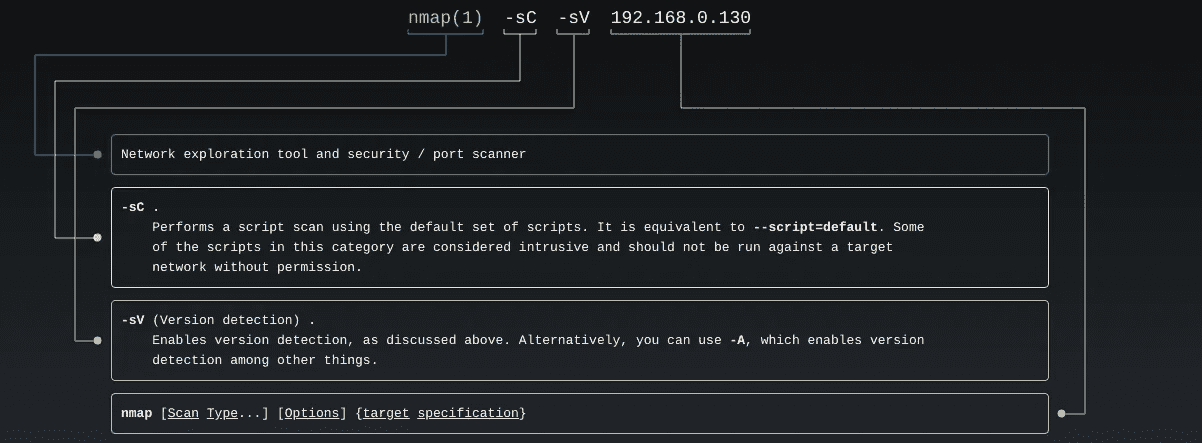 nmap(1) -sC -sV 192.168.0.130
Network exploration tool and security / port scanner
-sC .
Performs a script scan using the default set of scripts. It is equivalent to --script=default. Some
of the scripts in this category are considered intrusive and should not be run against a target
network without permission.
-sV (Version detection) .
Enables version detection, as discussed above. Alternatively, you can use -A, which enables version
detection among other things.
nmap [Scan Type...] [Options] {target specification}